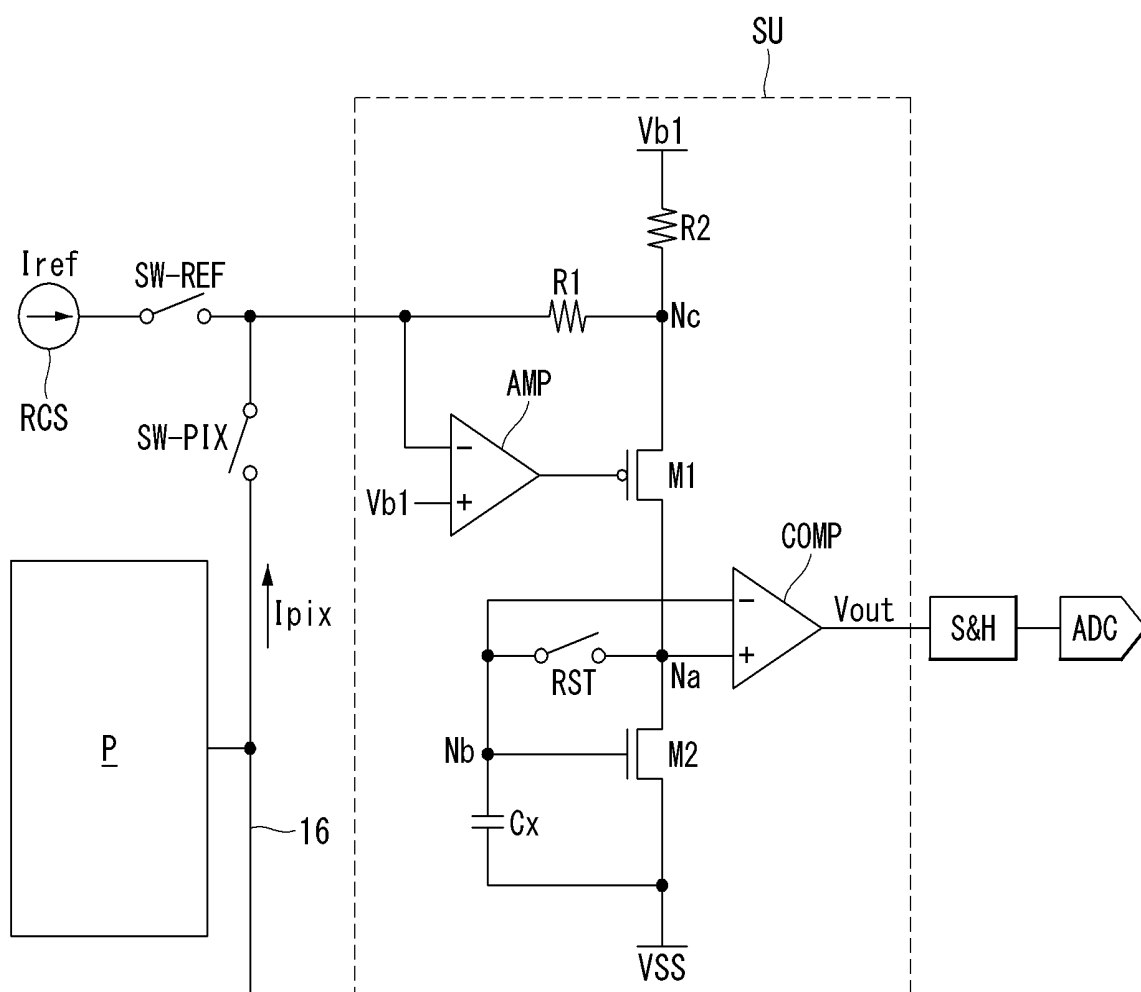 SU
Vb1
R2
Iref
SW-REF
R1
Nc
RCS
AMP
SW-PIX
M1
Vb1
COMP
Ipix
Vout
S&H
ADC
RST
Na
P
Nb
M2
Cx
16
VSS
-
+
-
+